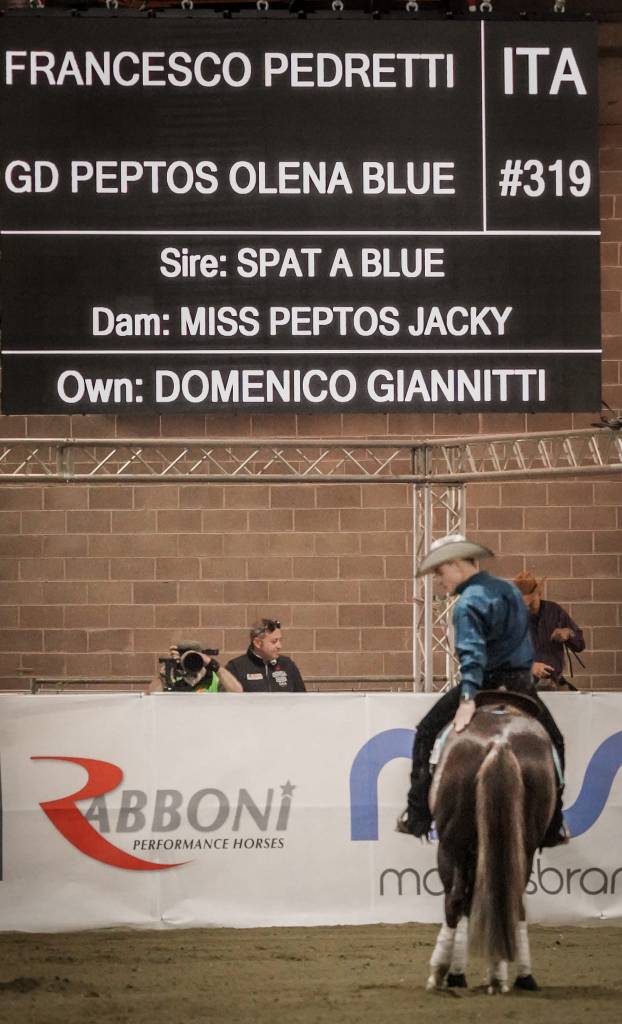 FRANCESCO PEDRETTI
ITA
GD PEPTOS OLENA BLUE
#319
Sire: SPAT A BLUE
Dam: MISS PEPTOS JACKY
Own: DOMENICO GIANNITTI
RABBONI
PERFORMANCE HORSES